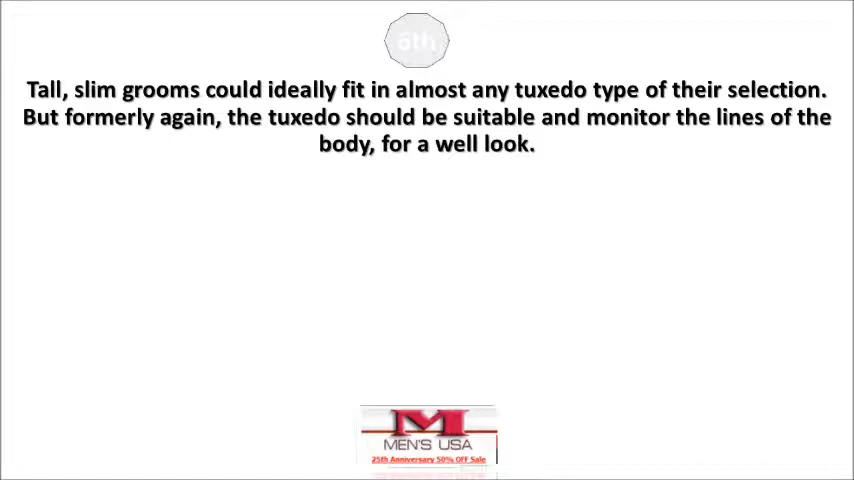 6th
Tall, slim grooms could ideally fit in almost any tuxedo type of their selection.
But formerly again, the tuxedo should be suitable and monitor the lines of the
body, for a well look.
M
MEN'S USA
25th Anniversary 50% OFF Sale